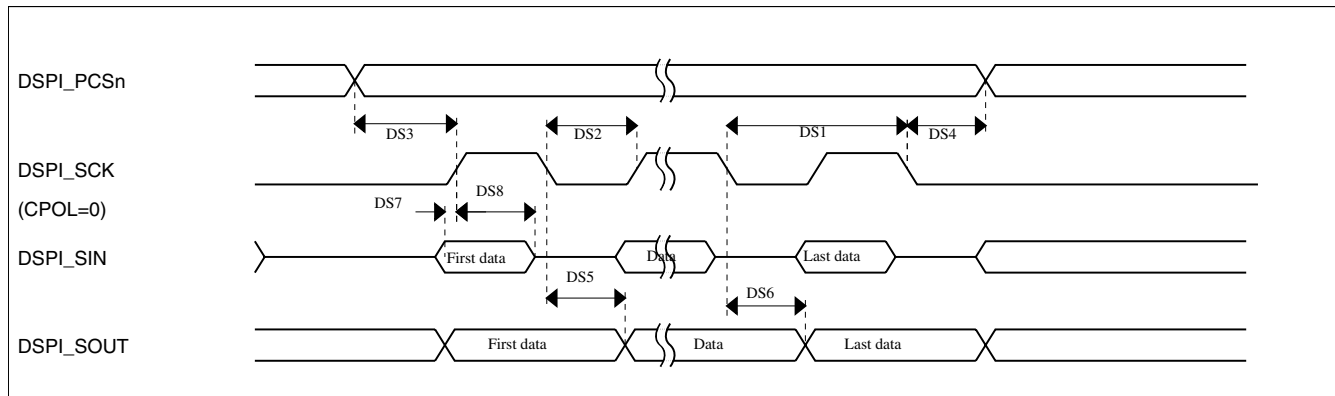 DSPI_PCSn
DS3
DS2
DS1
DS4
DSPI_SCK
(CPOL=0)
DS7
DS8
DSPI_SIN
First data
Data
Last data
DS5
DS6
DSPI_SOUT
First data
Data
Last data